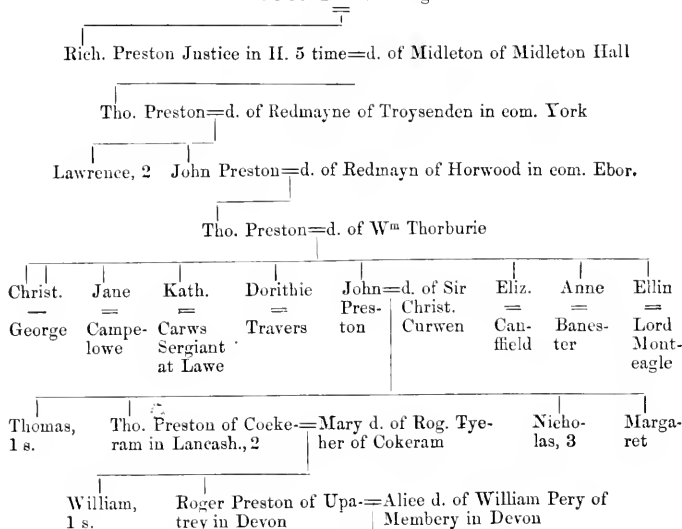 Rich. Preston Justice in H. 5 time=d. of Midleton of Midleton Hall
Tho. Preston=d. of Redmayne of Troysenden in com. York
Lawrence, 2 John Preston=d. of Redmayn of Horwood in com. Ebor.
Tho. Preston=d. of Wm Thorburie
Christ. Jane Kath. Dorithie John=d. of Sir Eliz. Anne Ellin
— = = = Pres- Christ. = = =
George Campe- Carws Travers ton Curwen Can- Banes- Lord
lowe Sergiant ffield ter Mont-
at Lawe eagle
Thomas, Tho. Preston of Cocke-=Mary d. of Rog. Tye- Nicho- Marga-
1 s. ram in Lancash., 2 her of Cokeram las, 3 ret
William, Roger Preston of Upa-=Alice d. of William Pery of
1 s. trey in Devon Membery in Devon